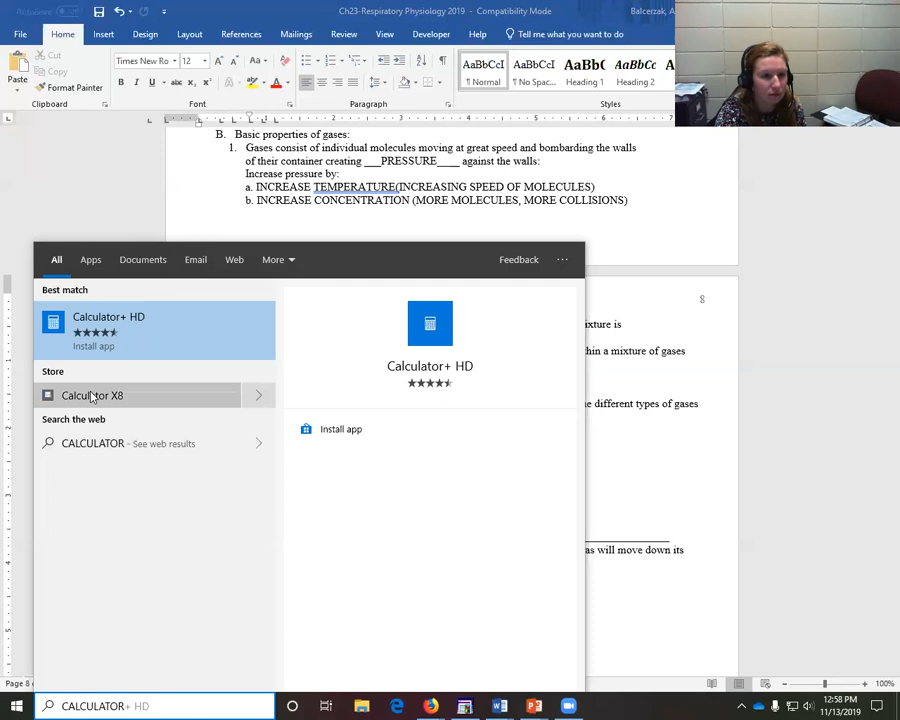 AutoSave
Ch23-Respiratory Physiology 2019 - Compatibility Mode
Balcerzak, A
File Home Insert Design Layout References Mailings Review View Developer Help Tell me what you want to do
Paste
Cut
Copy
Format Painter
Times New Ro 12
¶ Normal
¶ No Spac...
Heading 1
Heading 2
Clipboard
Font
Paragraph
Styles
B. Basic properties of gases:
1. Gases consist of individual molecules moving at great speed and bombarding the walls
of their container creating ___PRESSURE____ against the walls:
Increase pressure by:
a. INCREASE TEMPERATURE(INCREASING SPEED OF MOLECULES)
b. INCREASE CONCENTRATION (MORE MOLECULES, MORE COLLISIONS)
All Apps Documents Email Web More Feedback ...
Best match
Calculator+ HD
Install app
Store
Calculator X8
Search the web
CALCULATOR - See web results
Calculator+ HD
Install app
8
ixture is
hin a mixture of gases
e different types of gases
as will move down its
Page 8
100%
CALCULATOR+ HD
12:58 PM
11/13/2019